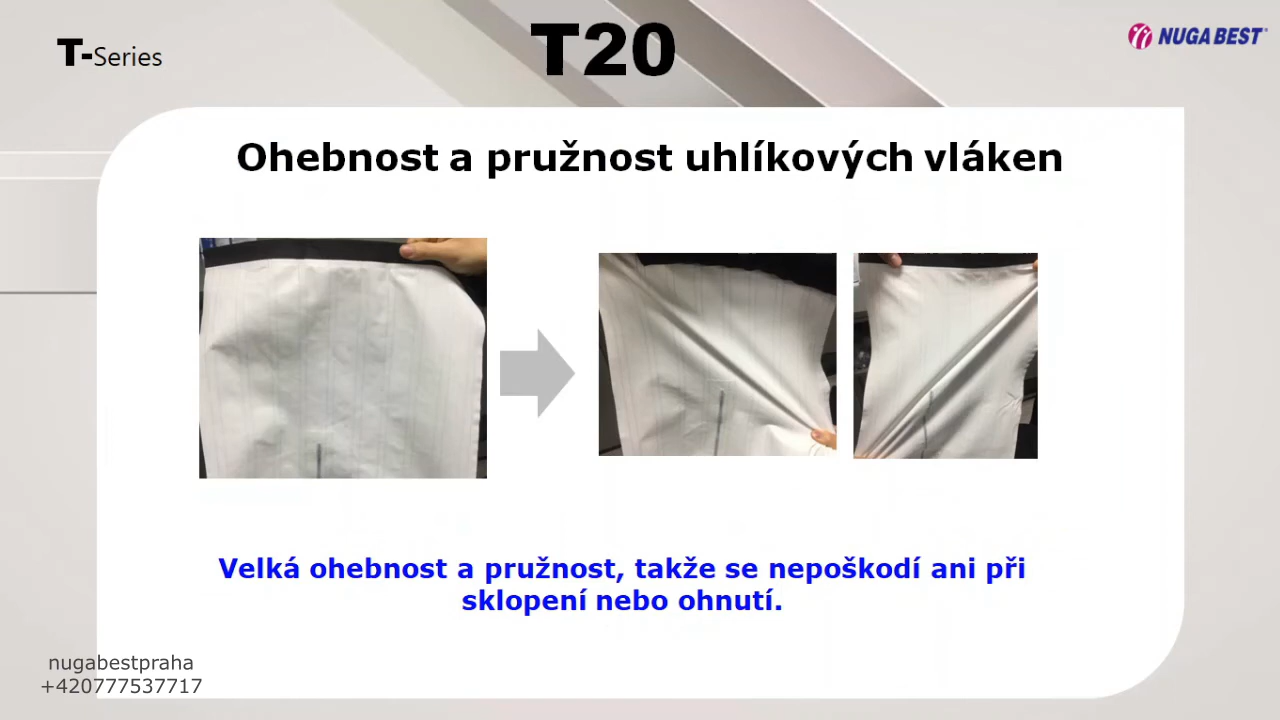 T-Series
T20
NUGA BEST®
Ohebnost a pružnost uhlíkových vláken
Velká ohebnost a pružnost, takže se nepoškodí ani při
sklopení nebo ohnutí.
nugabestpraha
+420777537717